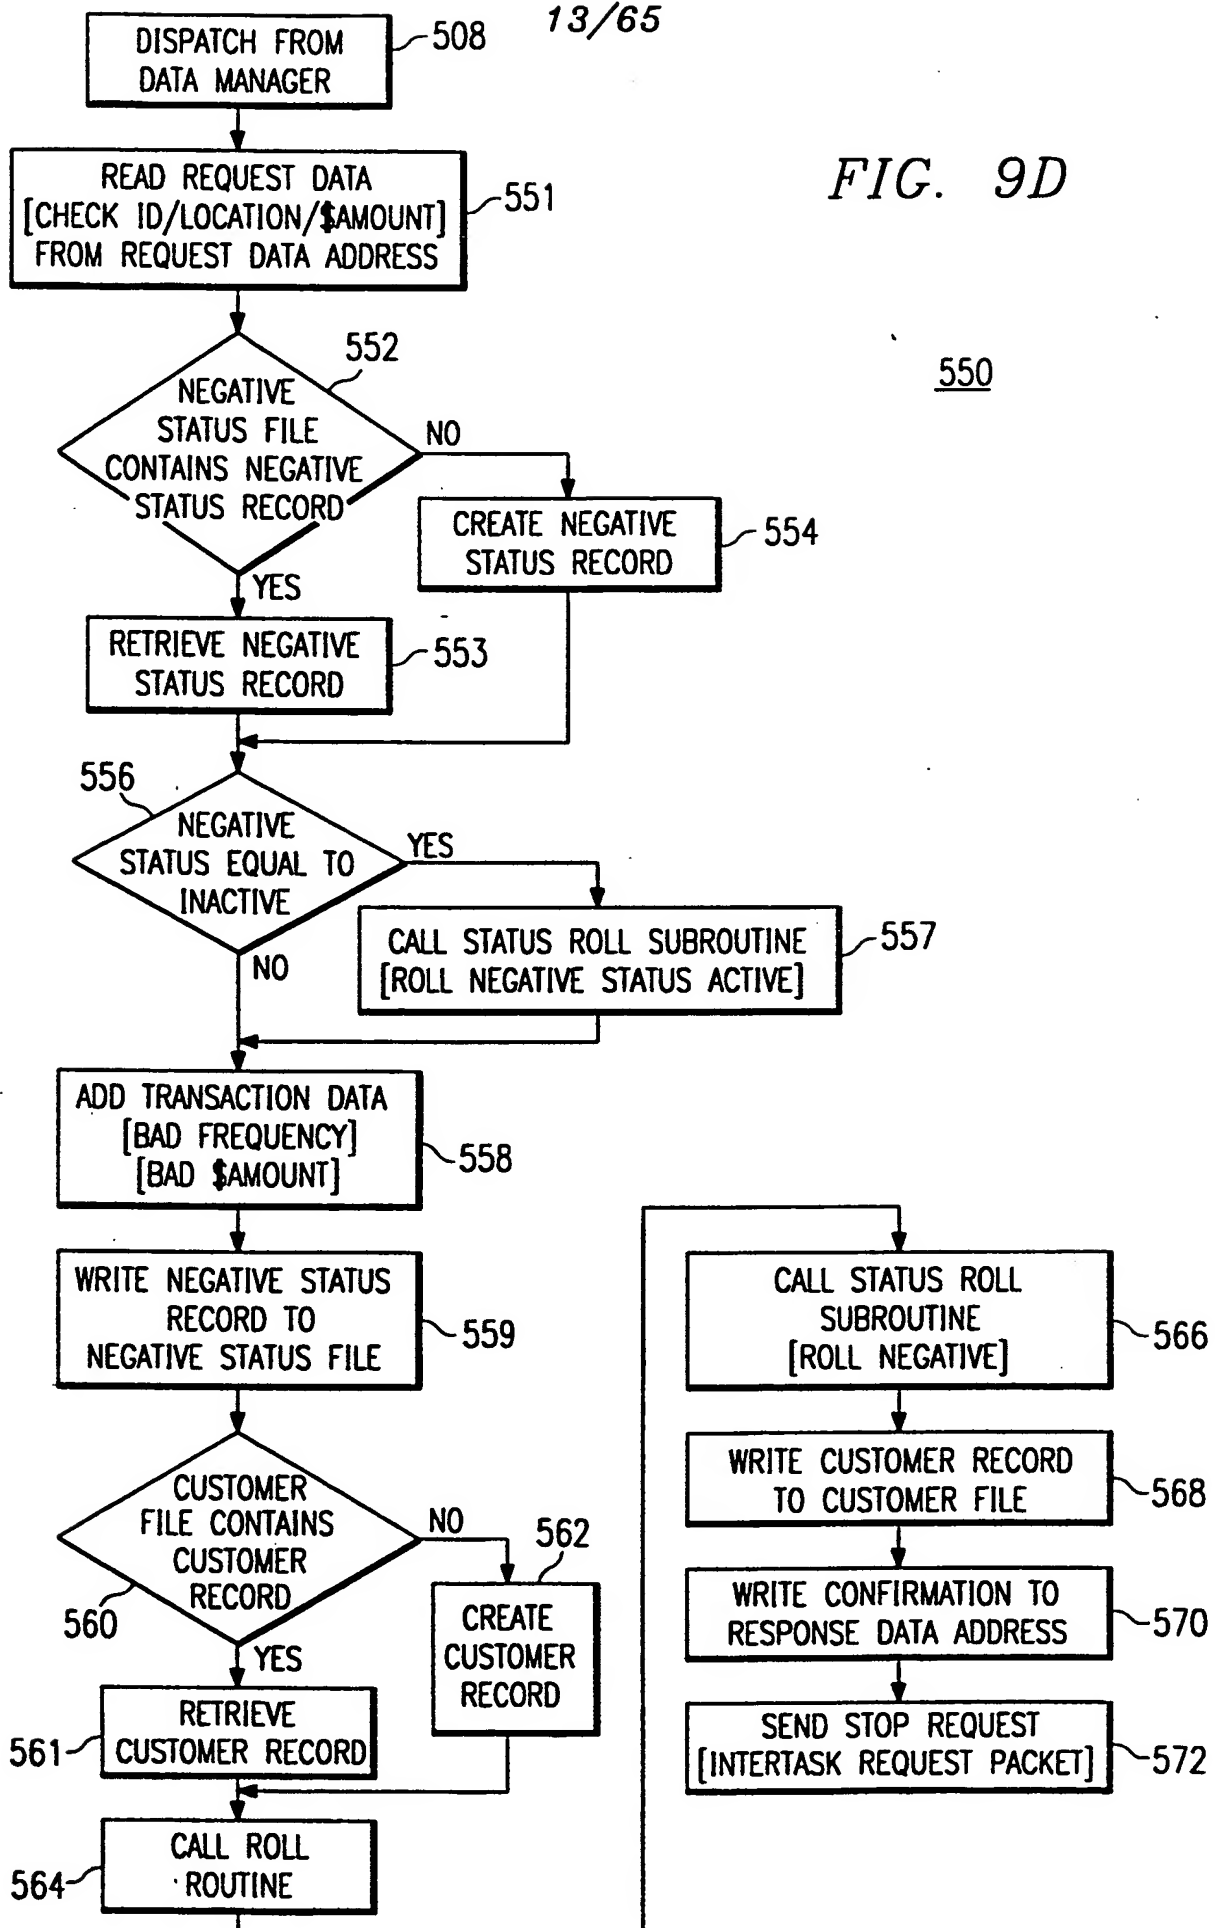 13/65
DISPATCH FROM
DATA MANAGER
508
FIG. 9D
READ REQUEST DATA
[CHECK ID/LOCATION/$AMOUNT]
FROM REQUEST DATA ADDRESS
551
550
552
NEGATIVE
STATUS FILE
CONTAINS NEGATIVE
STATUS RECORD
NO
YES
CREATE NEGATIVE
STATUS RECORD
554
RETRIEVE NEGATIVE
STATUS RECORD
553
556
NEGATIVE
STATUS EQUAL TO
INACTIVE
YES
NO
CALL STATUS ROLL SUBROUTINE
[ROLL NEGATIVE STATUS ACTIVE]
557
ADD TRANSACTION DATA
[BAD FREQUENCY]
[BAD $AMOUNT]
558
WRITE NEGATIVE STATUS
RECORD TO
NEGATIVE STATUS FILE
559
CUSTOMER
FILE CONTAINS
CUSTOMER
RECORD
560
NO
YES
562
CREATE
CUSTOMER
RECORD
RETRIEVE
CUSTOMER RECORD
561
CALL ROLL
ROUTINE
564
CALL STATUS ROLL
SUBROUTINE
[ROLL NEGATIVE]
566
WRITE CUSTOMER RECORD
TO CUSTOMER FILE
568
WRITE CONFIRMATION TO
RESPONSE DATA ADDRESS
570
SEND STOP REQUEST
[INTERTASK REQUEST PACKET]
572